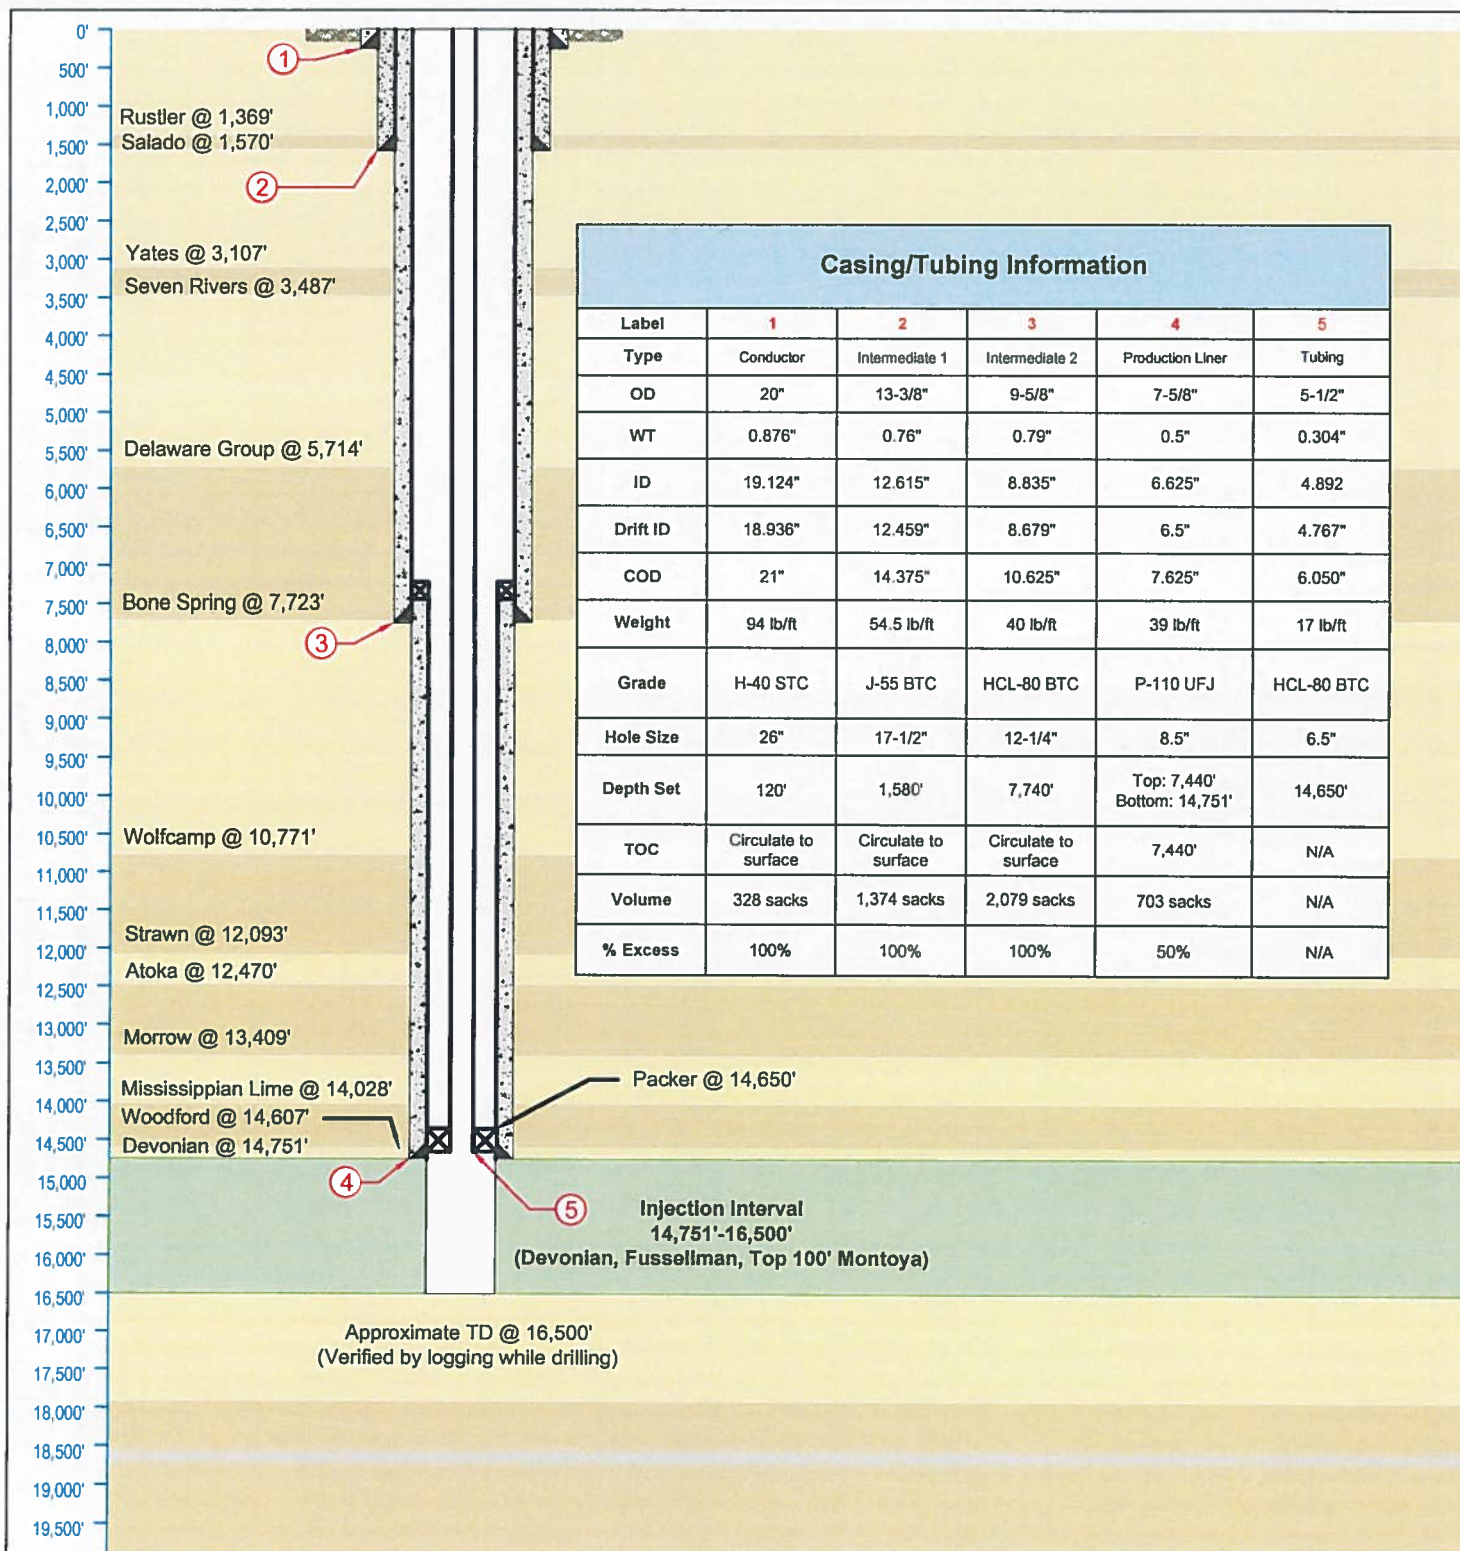 0'
500'
1,000'
1,500'
2,000'
2,500'
3,000'
3,500'
4,000'
4,500'
5,000'
5,500'
6,000'
6,500'
7,000'
7,500'
8,000'
8,500'
9,000'
9,500'
10,000'
10,500'
11,000'
11,500'
12,000'
12,500'
13,000'
13,500'
14,000'
14,500'
15,000
15,500'
16,000'
16,500'
17,000'
17,500'
18,000'
18,500'
19,000'
19,500'
1
Rustler @ 1,369'
Salado @ 1,570'
2
Yates @ 3,107'
Seven Rivers @ 3,487'
Delaware Group @ 5,714'
Bone Spring @ 7,723'
3
Wolfcamp @ 10,771'
Strawn @ 12,093'
Atoka @ 12,470'
Morrow @ 13,409'
Mississippian Lime @ 14,028'
Woodford @ 14,607'
Devonian @ 14,751'
4
5
Packer @ 14,650'
Injection Interval
14,751'-16,500'
(Devonian, Fussellman, Top 100' Montoya)
Approximate TD @ 16,500'
(Verified by logging while drilling)
Casing/Tubing Information
Label 1 2 3 4 5
Type Conductor Intermediate 1 Intermediate 2 Production Liner Tubing
OD 20" 13-3/8" 9-5/8" 7-5/8" 5-1/2"
WT 0.876" 0.76" 0.79" 0.5" 0.304"
ID 19.124" 12.615" 8.835" 6.625" 4.892
Drift ID 18.936" 12.459" 8.679" 6.5" 4.767"
COD 21" 14.375" 10.625" 7.625" 6.050"
Weight 94 lb/ft 54.5 lb/ft 40 lb/ft 39 lb/ft 17 lb/ft
Grade H-40 STC J-55 BTC HCL-80 BTC P-110 UFJ HCL-80 BTC
Hole Size 26" 17-1/2" 12-1/4" 8.5" 6.5"
Depth Set 120' 1,580' 7,740' Top: 7,440' Bottom: 14,751' 14,650'
TOC Circulate to surface Circulate to surface Circulate to surface 7,440' N/A
Volume 328 sacks 1,374 sacks 2,079 sacks 703 sacks N/A
% Excess 100% 100% 100% 50% N/A